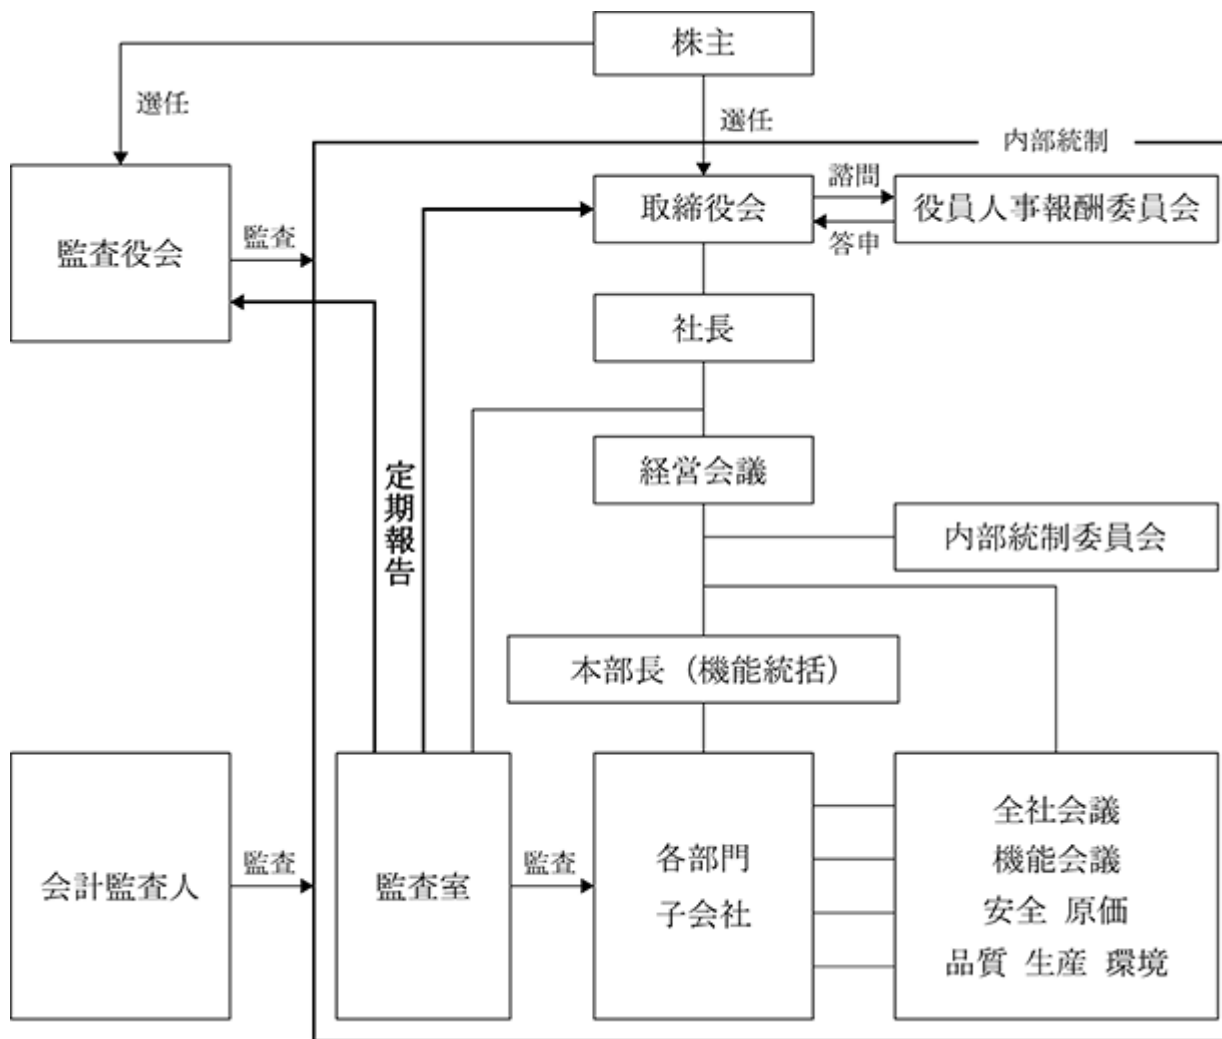 株主
選任
選任
内部統制
監査役会
監査
取締役会
諮問
答申
役員人事報酬委員会
社長
経営会議
定期報告
内部統制委員会
本部長（機能統括）
会計監査人
監査
監査室
監査
各部門
子会社
全社会議
機能会議
安全 原価
品質 生産 環境